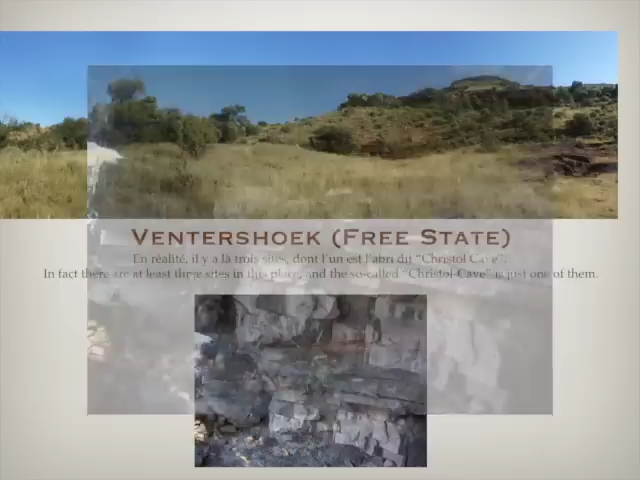 Ventershoek (Free State)
En réalité, il y a là trois sites, dont l'un est l'abri du "Christol Cave".
In fact there are at least three sites in this place, and the so-called "Christol Cave" is just one of them.